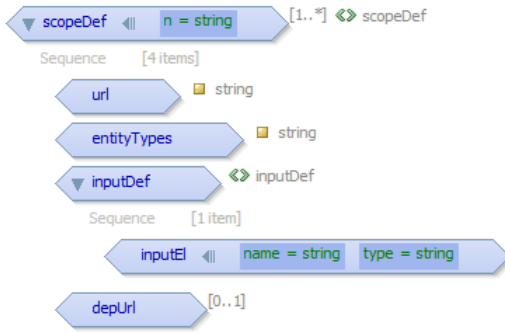 scopeDef n = string [1..*] scopeDef
Sequence [4 items]
url string
entityTypes string
inputDef inputDef
Sequence [1 item]
inputEl name = string type = string
depUrl [0..1]